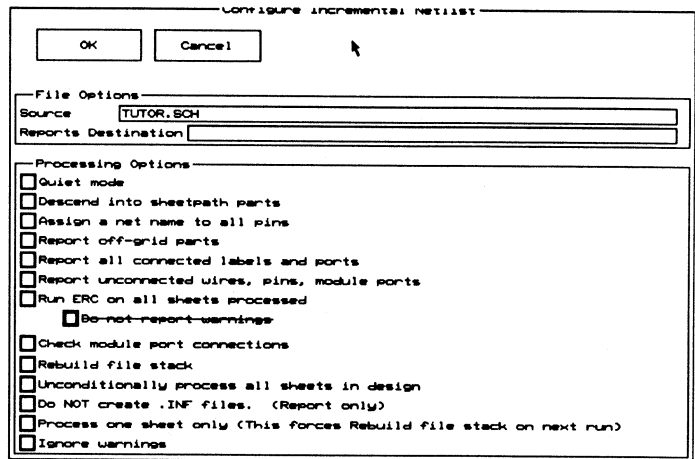 Configure Incremental Netlist
OK
Cancel
File Options
Source TUTOR.SCH
Reports Destination
Processing Options
Quiet mode
Descend into sheetpath parts
Assign a net name to all pins
Report off-grid parts
Report all connected labels and ports
Report unconnected wires, pins, module ports
Run ERC on all sheets processed
Do not report warnings
Check module port connections
Rebuild file stack
Unconditionally process all sheets in design
Do NOT create .INF files. (Report only)
Process one sheet only (This forces Rebuild file stack on next run)
Ignore warnings